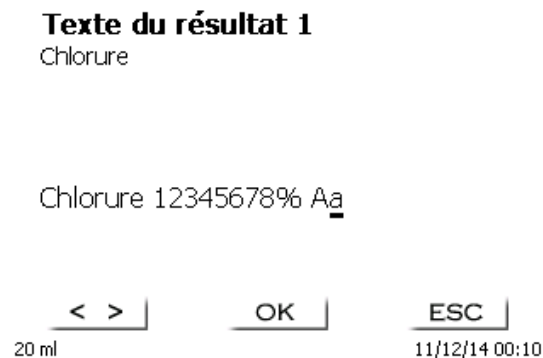 Texte du résultat 1
Chlorure
Chlorure 12345678% Aa
< > OK ESC
20 ml 11/12/14 00:10